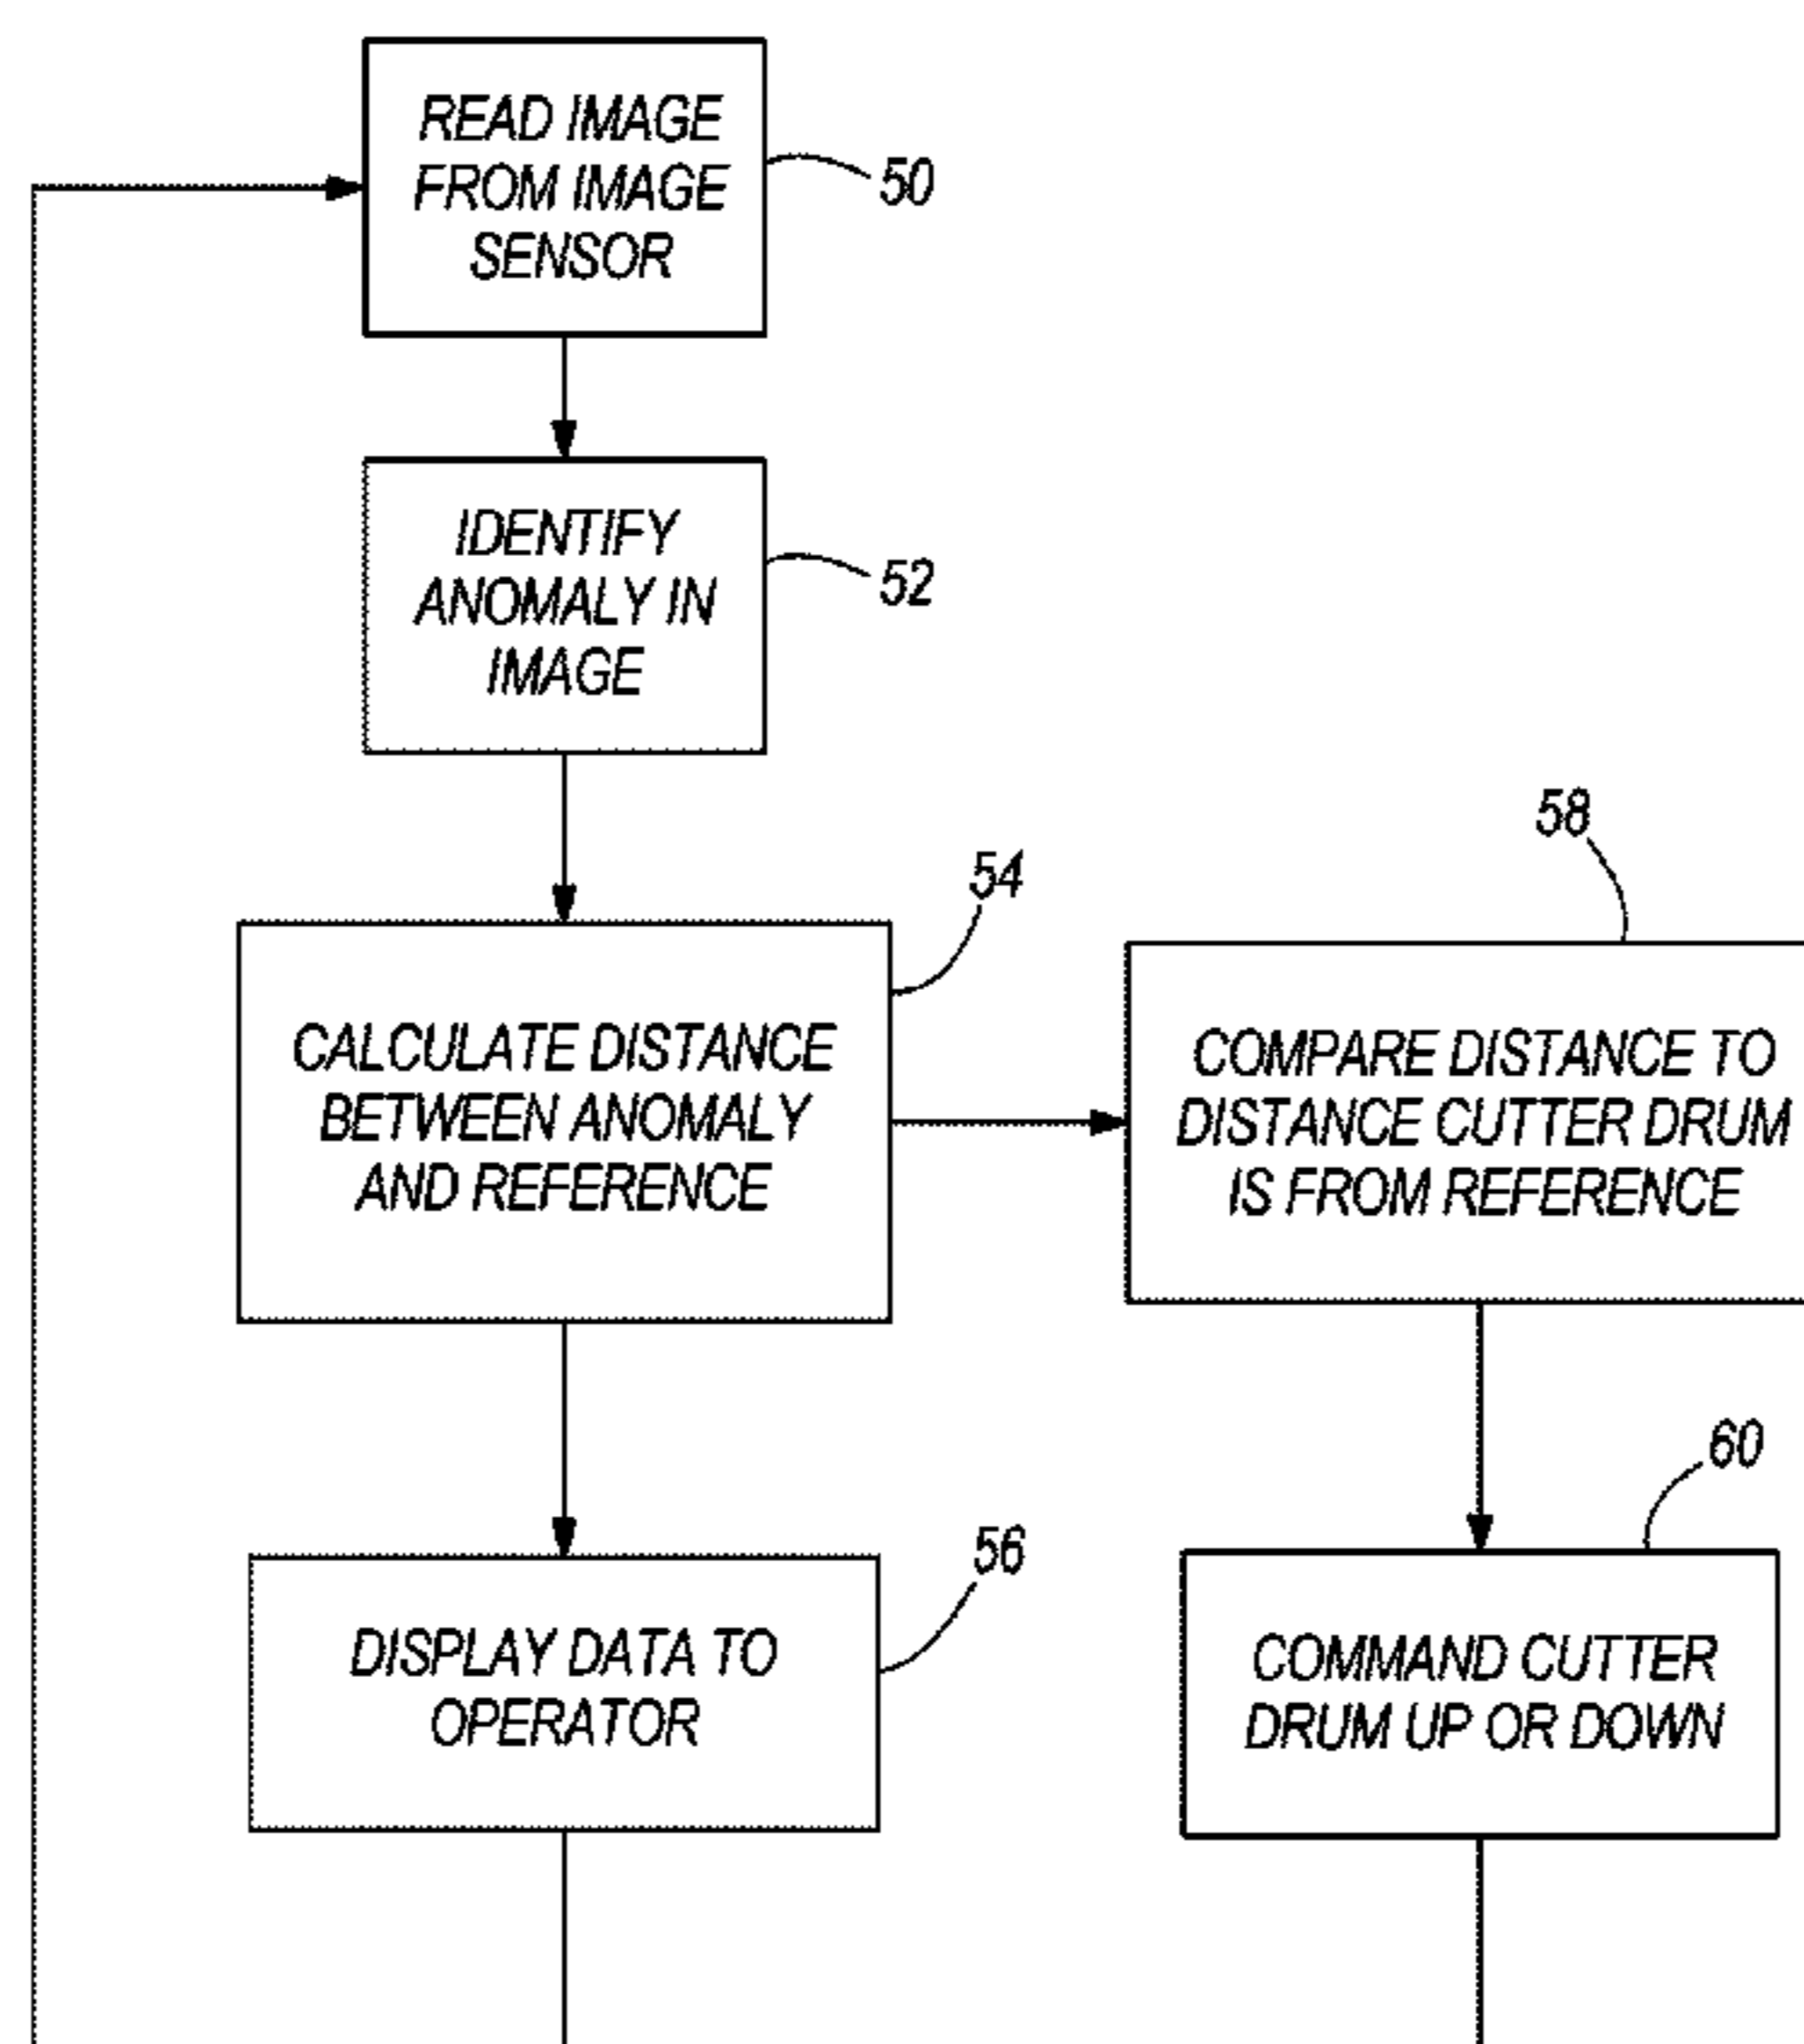 READ IMAGE
FROM IMAGE
SENSOR
50
IDENTIFY
ANOMALY IN
IMAGE
52
58
54
CALCULATE DISTANCE
BETWEEN ANOMALY
AND REFERENCE
COMPARE DISTANCE TO
DISTANCE CUTTER DRUM
IS FROM REFERENCE
60
56
DISPLAY DATA TO
OPERATOR
COMMAND CUTTER
DRUM UP OR DOWN